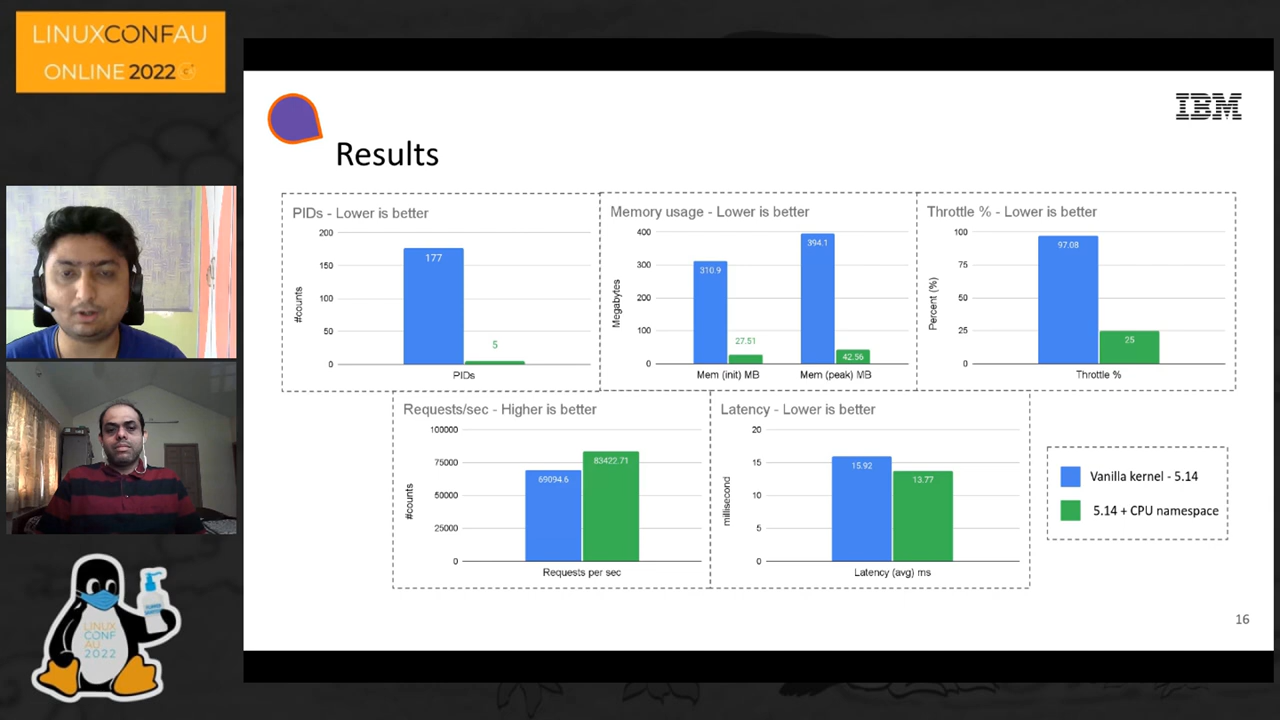 LINUXCONFAU
ONLINE 2022
IBM
Results
PIDs - Lower is better
200
150
100
50
0
#counts
177
5
PIDs
Memory usage - Lower is better
400
300
200
100
0
Megabytes
310.9
27.51
394.1
42.56
Mem (init) MB
Mem (peak) MB
Throttle % - Lower is better
100
75
50
25
0
Percent (%)
97.08
25
Throttle %
Requests/sec - Higher is better
100000
75000
50000
25000
0
#counts
69094.6
83422.71
Requests per sec
Latency - Lower is better
20
15
10
5
0
millisecond
15.92
13.77
Latency (avg) ms
Vanilla kernel - 5.14
5.14 + CPU namespace
16
LINUX
CONF
AU
2022